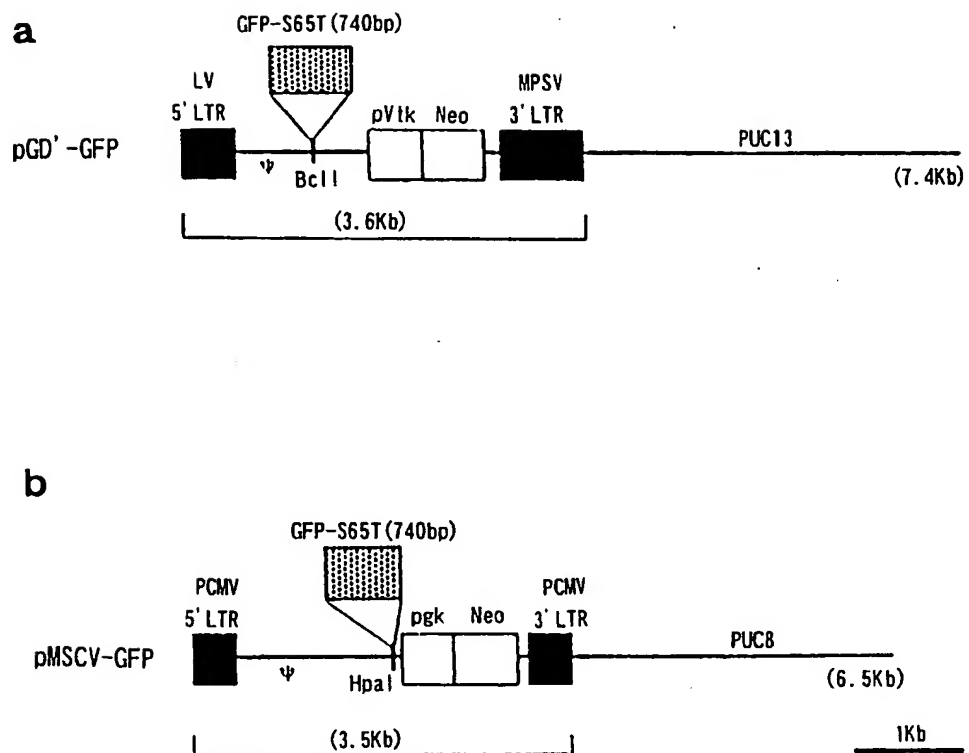 a
GFP-S65T(740bp)
LV MPSV
5'LTR pVtk Neo 3'LTR
pGD'-GFP PUC13
ψ BclI (7.4Kb)
(3.6Kb)
b
GFP-S65T(740bp)
PCMV PCMV
5'LTR pgk Neo 3'LTR
pMSCV-GFP PUC8
ψ HpaI (6.5Kb)
(3.5Kb) 1Kb